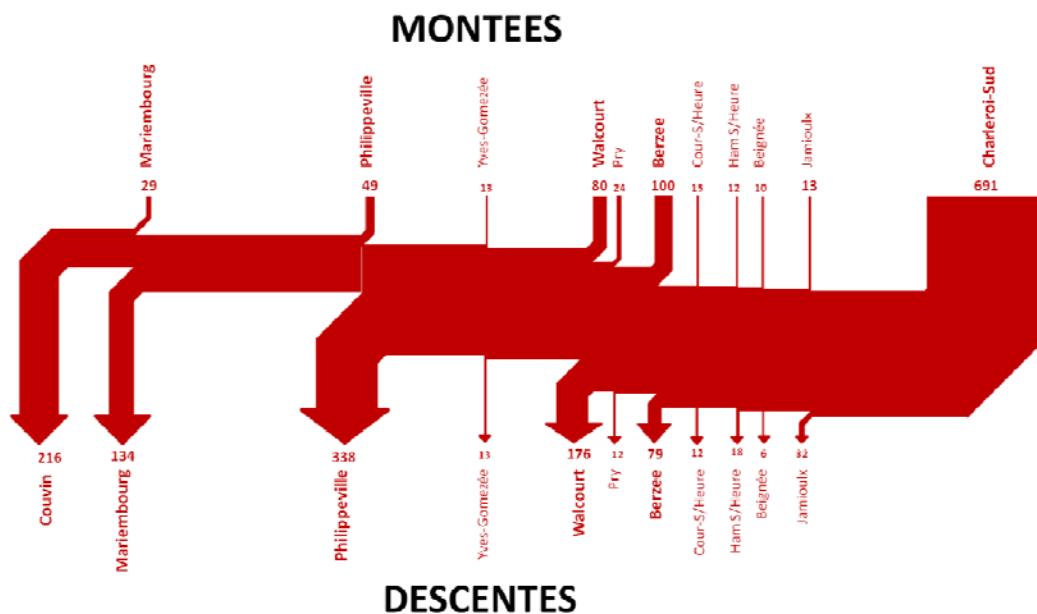 MONTEES
Mariembourg
Philippeville
Yves-Gomezée
Walcourt
Pry
Berzee
Cour-S/Heure
Ham S/Heure
Beignée
Jamioulx
Charleroi-Sud
29
49
13
80
24
100
15
12
10
13
691
216
134
338
13
176
12
79
12
18
6
32
Couvin
Mariembourg
Philippeville
Yves-Gomezée
Walcourt
Pry
Berzee
Cour-S/Heure
Ham S/Heure
Beignée
Jamioulx
DESCENTES